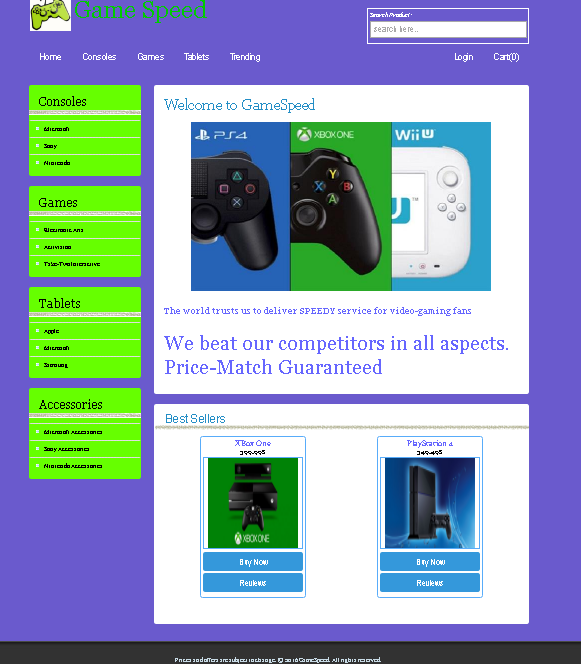 Game Speed
Search Product:
search here...
Home Consoles Games Tablets Trending Login Cart(0)
Consoles
Microsoft
Sony
Nintendo
Games
Electronic Arts
Activision
Take-Two Interactive
Tablets
Apple
Microsoft
Samsung
Accessories
Microsoft Accessories
Sony Accessories
Nintendo Accessories
Welcome to GameSpeed
PS4 XBOX ONE Wii U
The world trusts us to deliver SPEEDY service for video-gaming fans
We beat our competitors in all aspects.
Price-Match Guaranteed
Best Sellers
XBox One
399.99$
XBOX ONE
Buy Now
Reviews
PlayStation 4
349.49$
Buy Now
Reviews
Prices and offers are subject to change. © 2016 GameSpeed. All rights reserved.